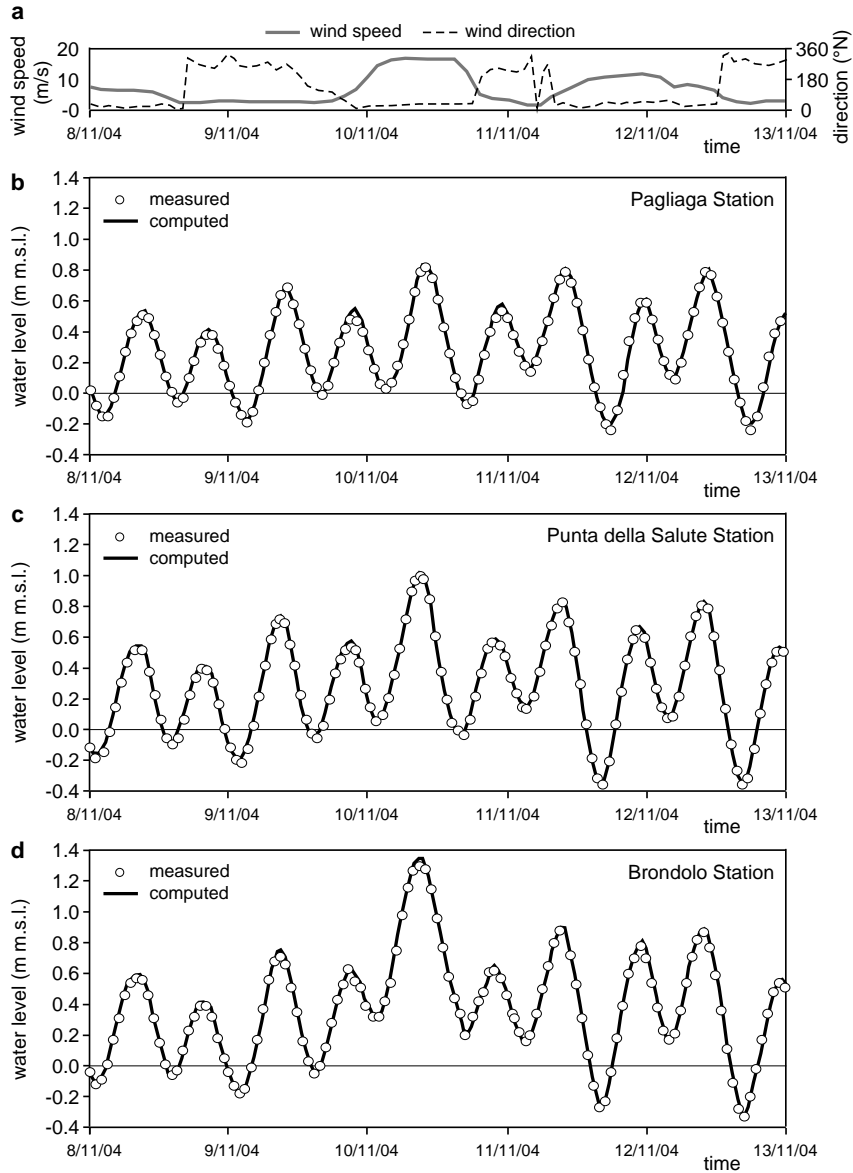 a
wind speed
wind direction
wind speed
(m/s)
20
10
-0
360
180
0
direction (°N)
8/11/04
9/11/04
10/11/04
11/11/04
12/11/04
13/11/04
time
b
1.4
1.2
1.0
0.8
0.6
0.4
0.2
0.0
-0.2
-0.4
water level (m m.s.l.)
measured
computed
Pagliaga Station
8/11/04
9/11/04
10/11/04
11/11/04
12/11/04
13/11/04
time
c
1.4
1.2
1.0
0.8
0.6
0.4
0.2
0.0
-0.2
-0.4
water level (m m.s.l.)
measured
computed
Punta della Salute Station
8/11/04
9/11/04
10/11/04
11/11/04
12/11/04
13/11/04
time
d
1.4
1.2
1.0
0.8
0.6
0.4
0.2
0.0
-0.2
-0.4
water level (m m.s.l.)
measured
computed
Brondolo Station
8/11/04
9/11/04
10/11/04
11/11/04
12/11/04
13/11/04
time